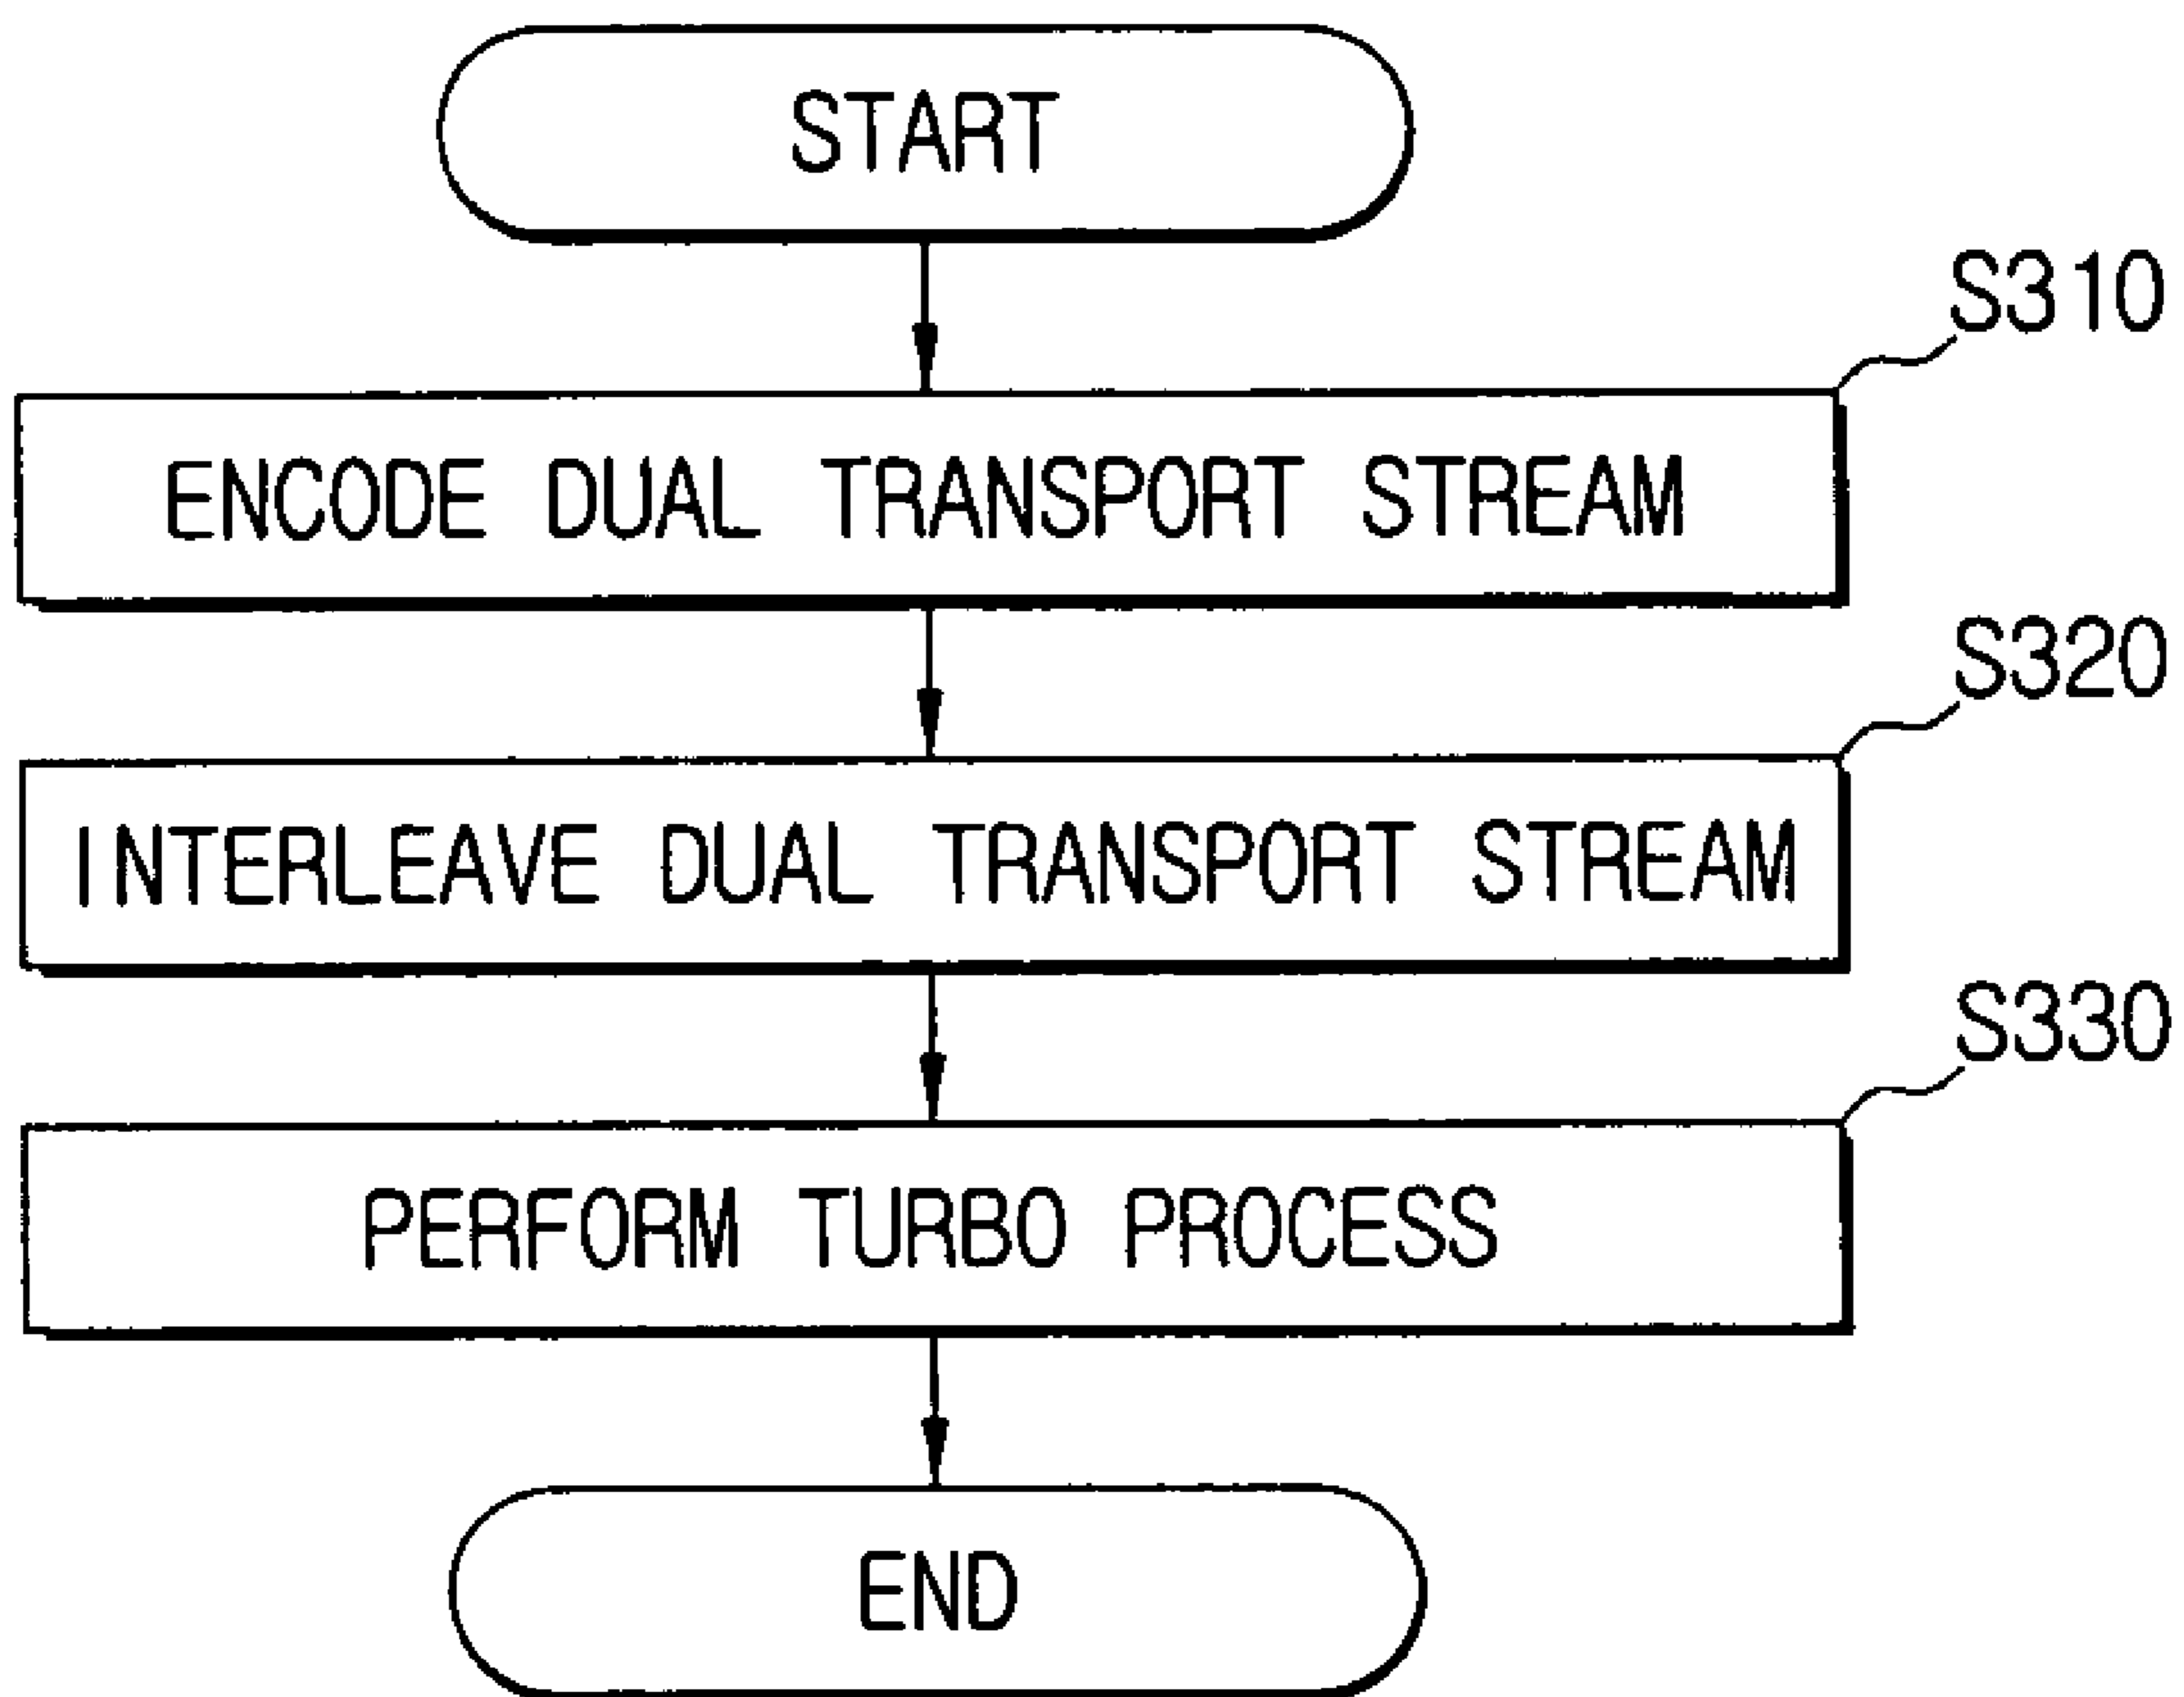 START
S310
ENCODE DUAL TRANSPORT STREAM
S320
INTERLEAVE DUAL TRANSPORT STREAM
S330
PERFORM TURBO PROCESS
END